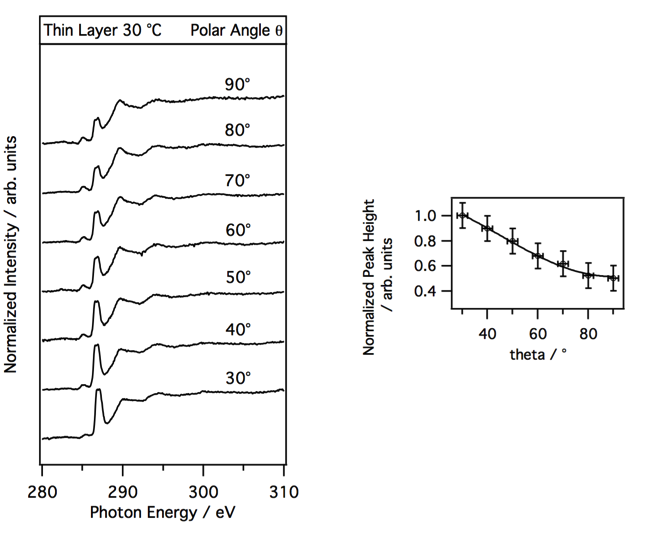 Thin Layer 30 °C Polar Angle θ
90°
80°
70°
60°
50°
40°
30°
Normalized Intensity / arb. units
280 290 300 310
Photon Energy / eV
Normalized Peak Height
/ arb. units
1.0
0.8
0.6
0.4
40 60 80
theta / °